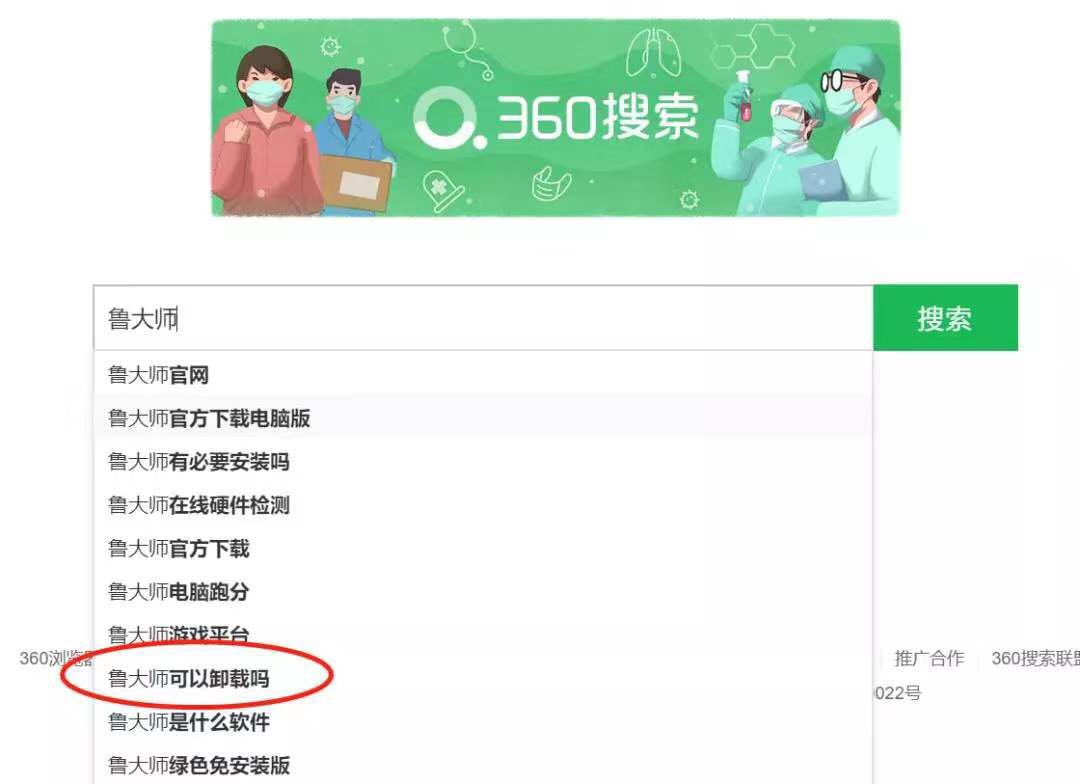 360搜索
鲁大师
搜索
鲁大师官网
鲁大师官方下载电脑版
鲁大师有必要安装吗
鲁大师在线硬件检测
鲁大师官方下载
鲁大师电脑跑分
鲁大师游戏平台
360浏览 推广合作 360搜索联盟
鲁大师可以卸载吗
022号
鲁大师是什么软件
鲁大师绿色免安装版